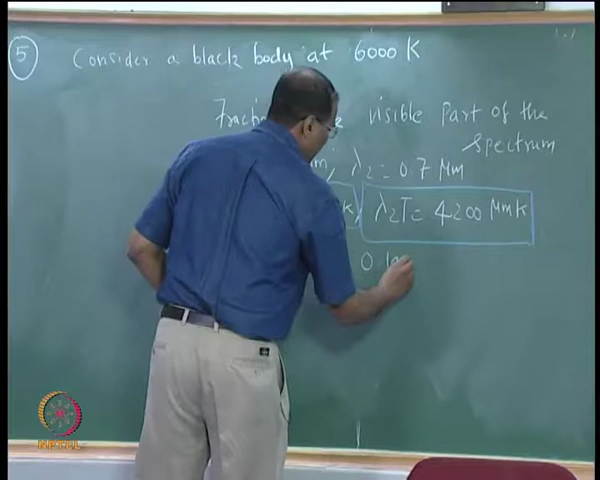 5 Consider a black body at 6000 K
visible part of the
spectrum
λ2 = 0.7 μm
λ2T = 4200 μmK
NPTEL